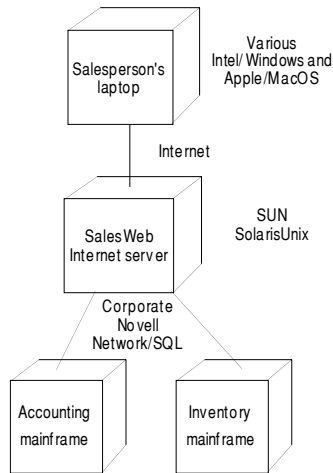 Salesperson's
laptop
Various
Intel/ Windows and
Apple/MacOS
Internet
SalesWeb
Internet server
SUN
SolarisUnix
Corporate
Novell
Network/SQL
Accounting
mainframe
Inventory
mainframe